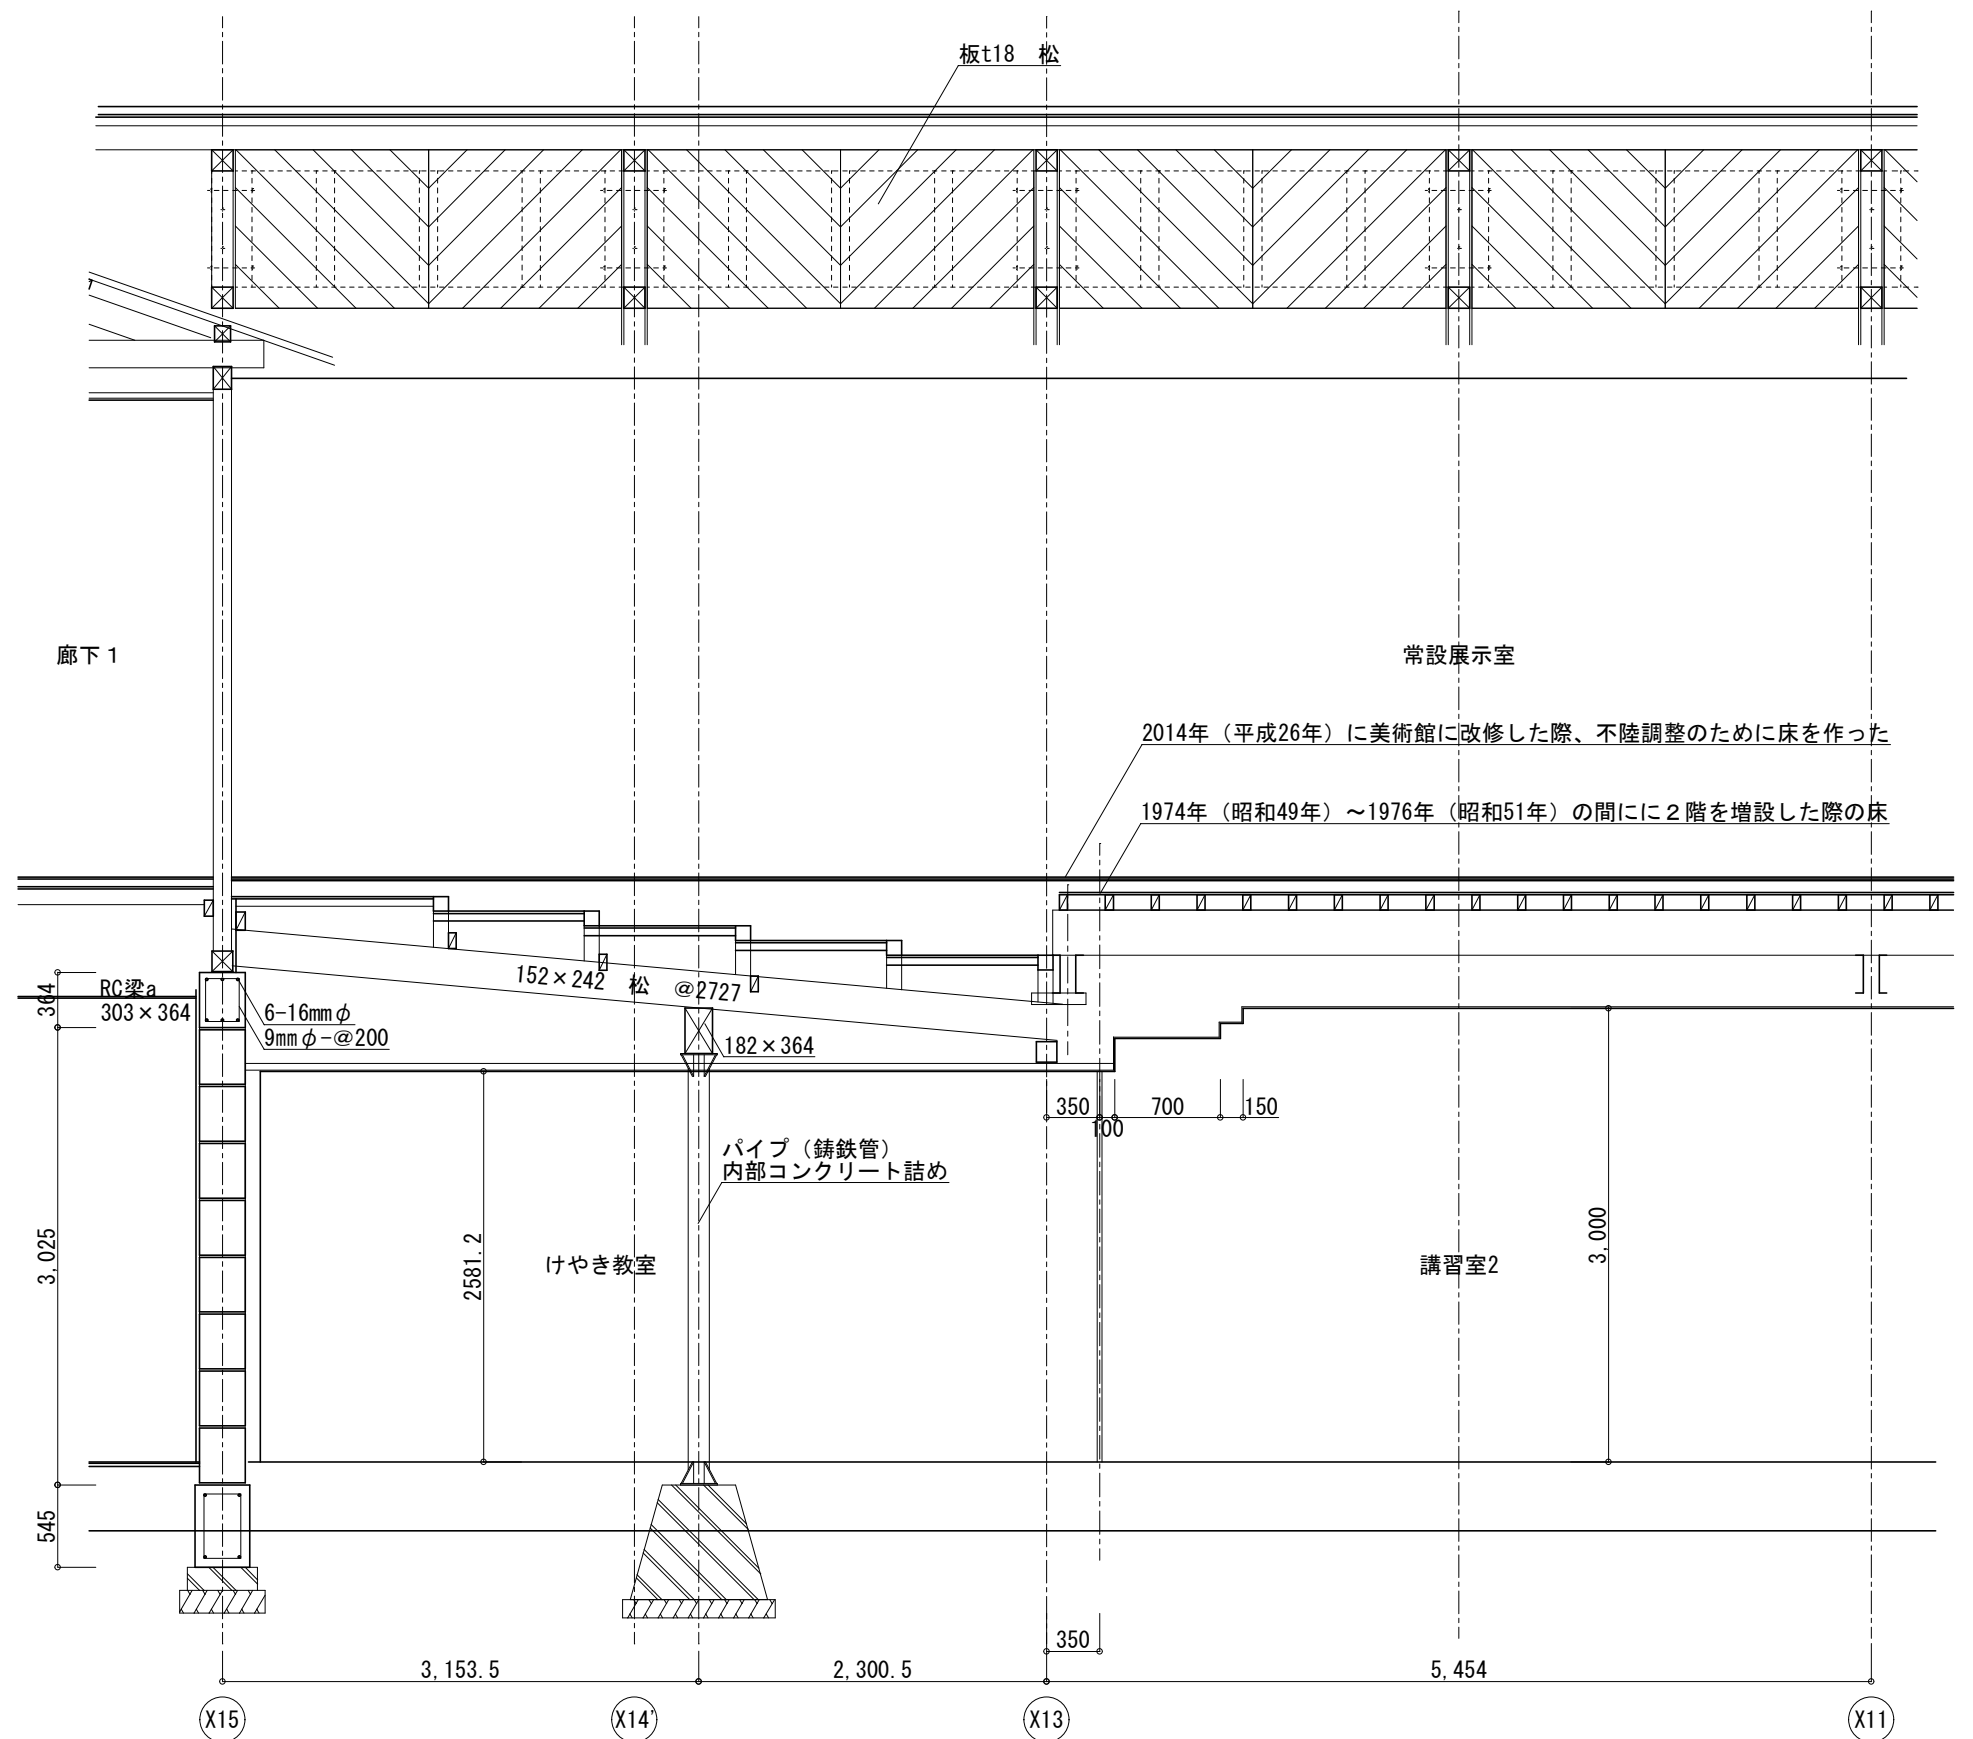 板t18　松
廊下１
常設展示室
2014年（平成26年）に美術館に改修した際、不陸調整のために床を作った
1974年（昭和49年）～1976年（昭和51年）の間にに２階を増設した際の床
364
RC梁a
303×364
6-16mmφ
9mmφ-@200
152×242　松　@2727
182×364
350
100
700
150
パイプ（鋳鉄管）
内部コンクリート詰め
3,025
2581.2
けやき教室
講習室2
3,000
545
350
3,153.5
2,300.5
5,454
X15
X14'
X13
X11